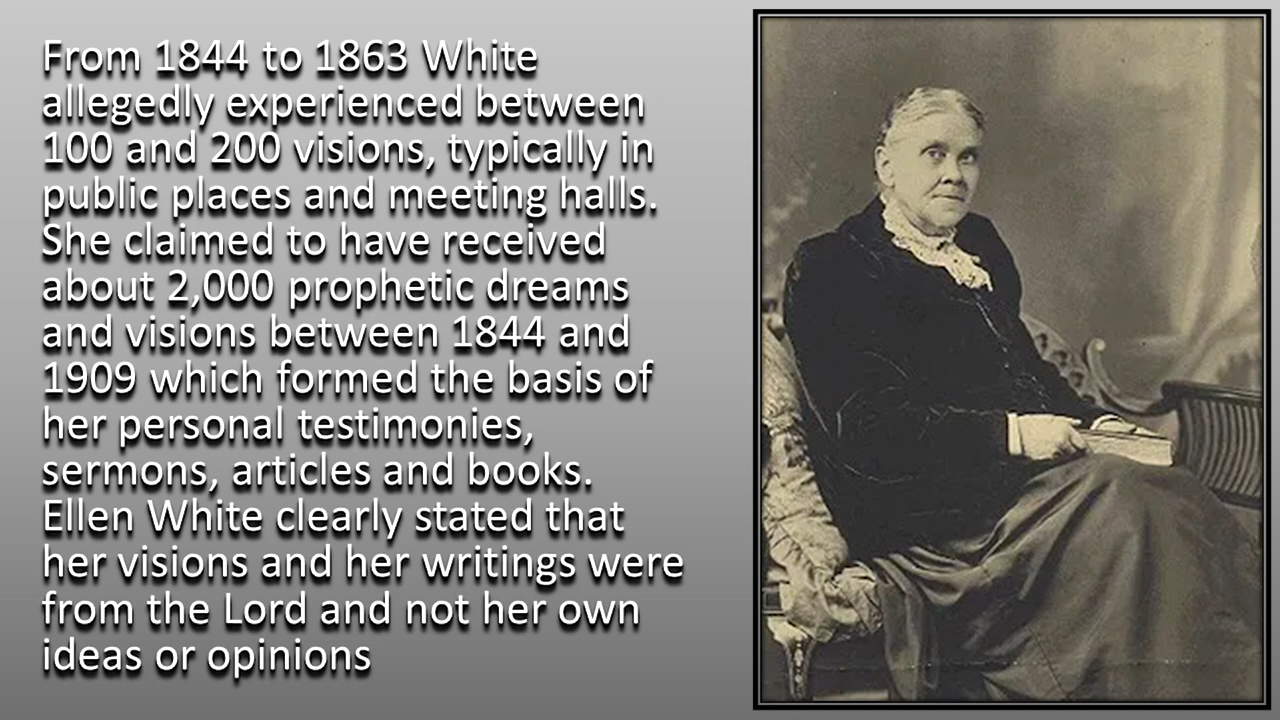 From 1844 to 1863 White
allegedly experienced between
100 and 200 visions, typically in
public places and meeting halls.
She claimed to have received
about 2,000 prophetic dreams
and visions between 1844 and
1909 which formed the basis of
her personal testimonies,
sermons, articles and books.
Ellen White clearly stated that
her visions and her writings were
from the Lord and not her own
ideas or opinions